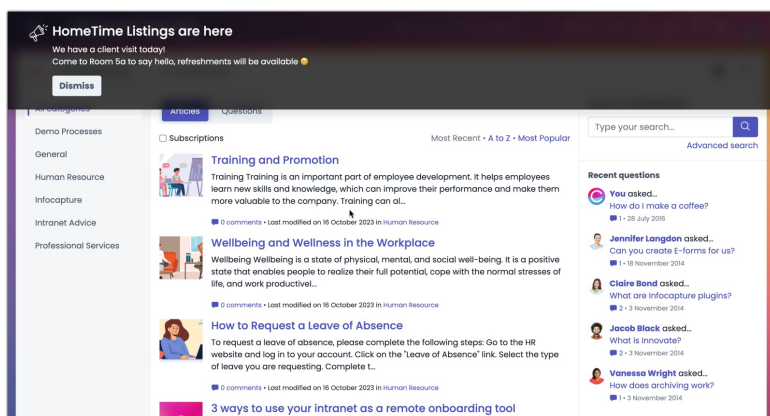 HomeTime Listings are here
We have a client visit today!
Come to Room 5a to say hello, refreshments will be available
Dismiss
All Categories
Demo Processes
General
Human Resource
Infocapture
Intranet Advice
Professional Services
Articles
Questions
Subscriptions
Most Recent • A to Z • Most Popular
Training and Promotion
Training Training is an important part of employee development. It helps employees
learn new skills and knowledge, which can improve their performance and make them
more valuable to the company. Training can al...
0 comments • Last modified on 16 October 2023 in Human Resource
Wellbeing and Wellness in the Workplace
Wellbeing Wellbeing is a state of physical, mental, and social well-being. It is a positive
state that enables people to realize their full potential, cope with the normal stresses of
life, and work productivel...
0 comments • Last modified on 16 October 2023 in Human Resource
How to Request a Leave of Absence
To request a leave of absence, please complete the following steps: Go to the HR
website and log in to your account. Click on the "Leave of Absence" link. Select the type
of leave you are requesting. Complete t...
0 comments • Last modified on 16 October 2023 in Human Resource
3 ways to use your intranet as a remote onboarding tool
Type your search...
Advanced search
Recent questions
You asked...
How do I make a coffee?
1 • 28 July 2016
Jennifer Langdon asked...
Can you create E-forms for us?
1 • 18 November 2014
Claire Bond asked...
What are Infocapture plugins?
2 • 3 November 2014
Jacob Black asked...
What is Innovate?
2 • 3 November 2014
Vanessa Wright asked...
How does archiving work?
1 • 3 November 2014